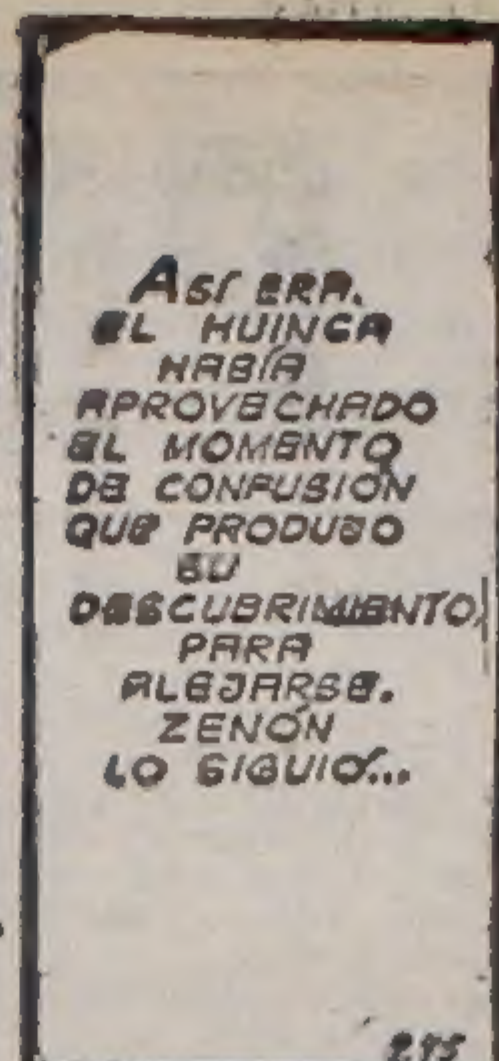 ASÍ ERA.
EL HUINCA
HABÍA
APROVECHADO
EL MOMENTO
DE CONFUSIÓN
QUE PRODUJO
SU
DESCUBRIMIENTO,
PARA
ALEJARSE.
ZENÓN
LO SIGUIÓ...